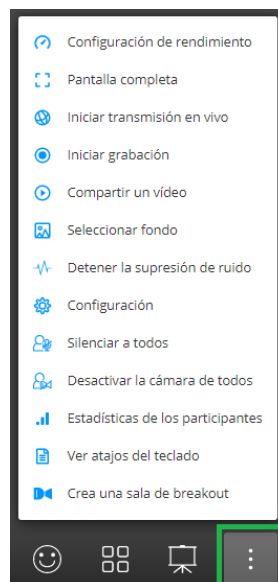 Configuración de rendimiento
Pantalla completa
Iniciar transmisión en vivo
Iniciar grabación
Compartir un vídeo
Seleccionar fondo
Detener la supresión de ruido
Configuración
Silenciar a todos
Desactivar la cámara de todos
Estadísticas de los participantes
Ver atajos del teclado
Crea una sala de breakout